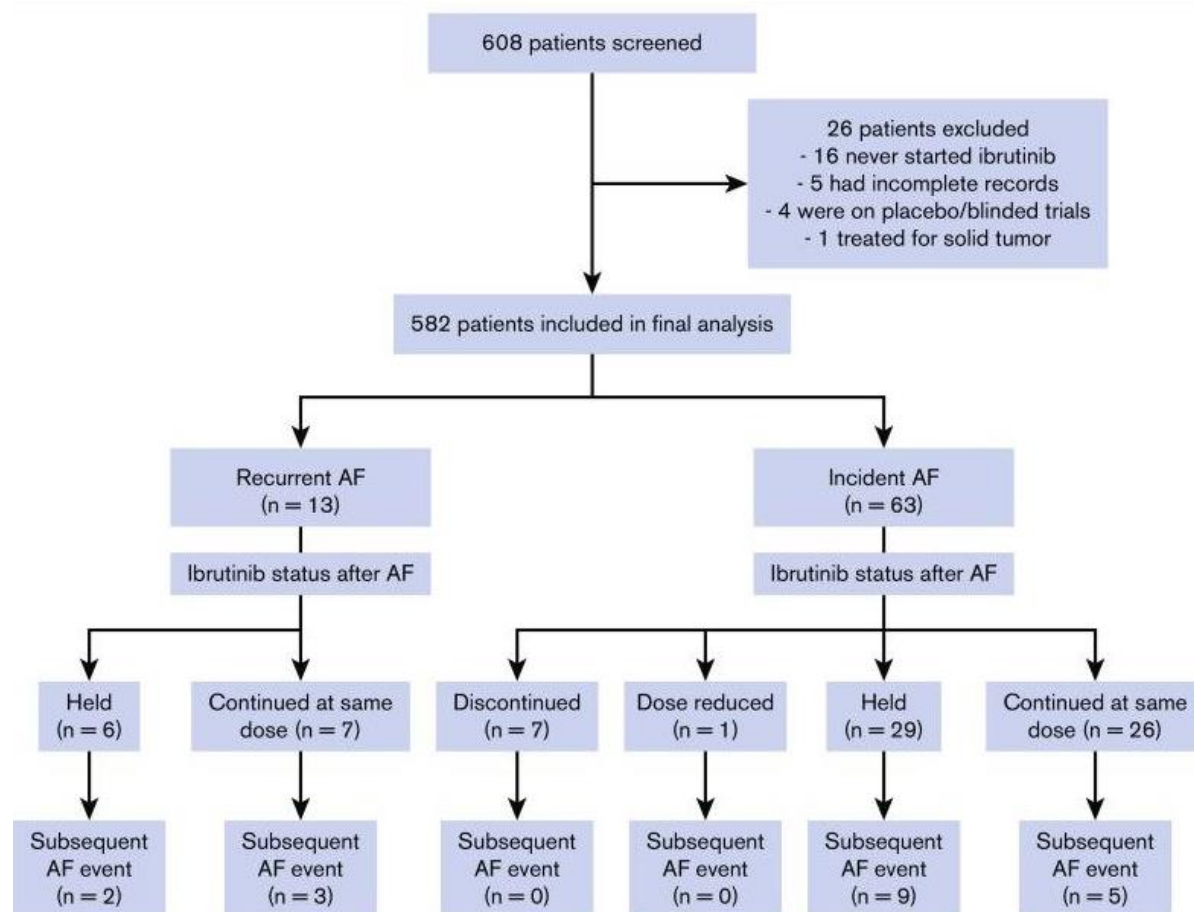 608 patients screened
26 patients excluded
- 16 never started ibrutinib
- 5 had incomplete records
- 4 were on placebo/blinded trials
- 1 treated for solid tumor
582 patients included in final analysis
Recurrent AF
(n = 13)
Incident AF
(n = 63)
Ibrutinib status after AF
Ibrutinib status after AF
Held
(n = 6)
Continued at same
dose (n = 7)
Discontinued
(n = 7)
Dose reduced
(n = 1)
Held
(n = 29)
Continued at same
dose (n = 26)
Subsequent
AF event
(n = 2)
Subsequent
AF event
(n = 3)
Subsequent
AF event
(n = 0)
Subsequent
AF event
(n = 0)
Subsequent
AF event
(n = 9)
Subsequent
AF event
(n = 5)